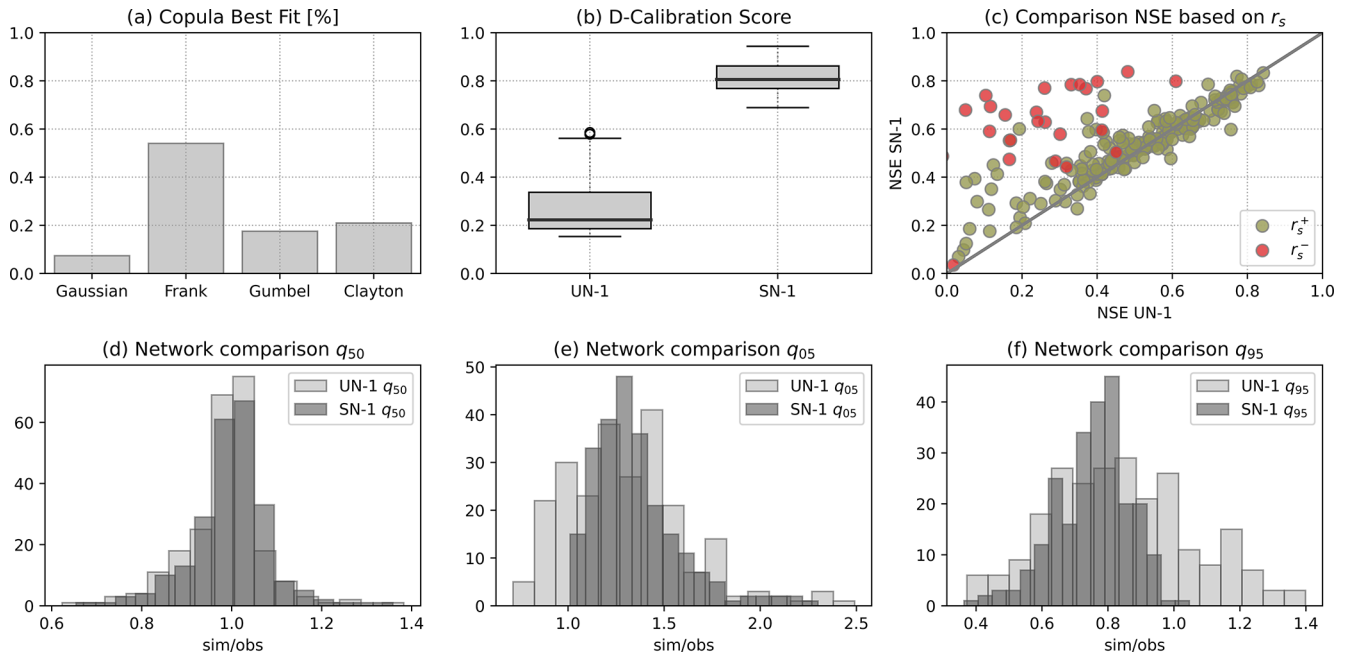 (a) Copula Best Fit [%]
1.0
0.8
0.6
0.4
0.2
0.0
Gaussian Frank Gumbel Clayton
(b) D-Calibration Score
1.0
0.8
0.6
0.4
0.2
0.0
UN-1 SN-1
(c) Comparison NSE based on r_s
NSE SN-1
1.0
0.8
0.6
0.4
0.2
0.0
r_s^+
r_s^-
0.0 0.2 0.4 0.6 0.8 1.0
NSE UN-1
(d) Network comparison q_50
60
40
20
0
UN-1 q_50
SN-1 q_50
0.6 0.8 1.0 1.2 1.4
sim/obs
(e) Network comparison q_05
50
40
30
20
10
0
UN-1 q_05
SN-1 q_05
1.0 1.5 2.0 2.5
sim/obs
(f) Network comparison q_95
40
30
20
10
0
UN-1 q_95
SN-1 q_95
0.4 0.6 0.8 1.0 1.2 1.4
sim/obs